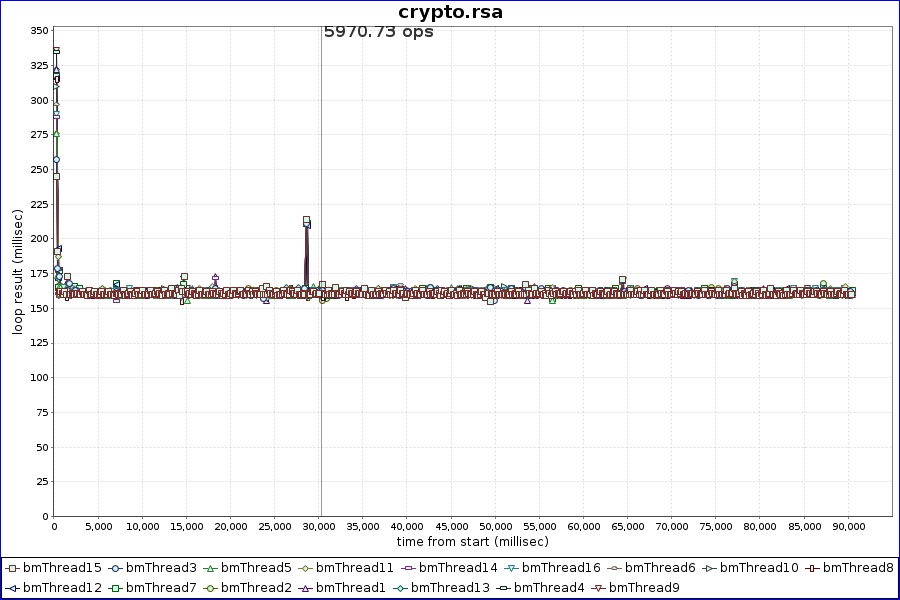 crypto.rsa
5970.73 ops
350
325
300
275
250
225
200
175
150
125
100
75
50
25
0
loop result (millisec)
0 5,000 10,000 15,000 20,000 25,000 30,000 35,000 40,000 45,000 50,000 55,000 60,000 65,000 70,000 75,000 80,000 85,000 90,000
time from start (millisec)
bmThread15 bmThread3 bmThread5 bmThread11 bmThread14 bmThread16 bmThread6 bmThread10 bmThread8
bmThread12 bmThread7 bmThread2 bmThread1 bmThread13 bmThread4 bmThread9